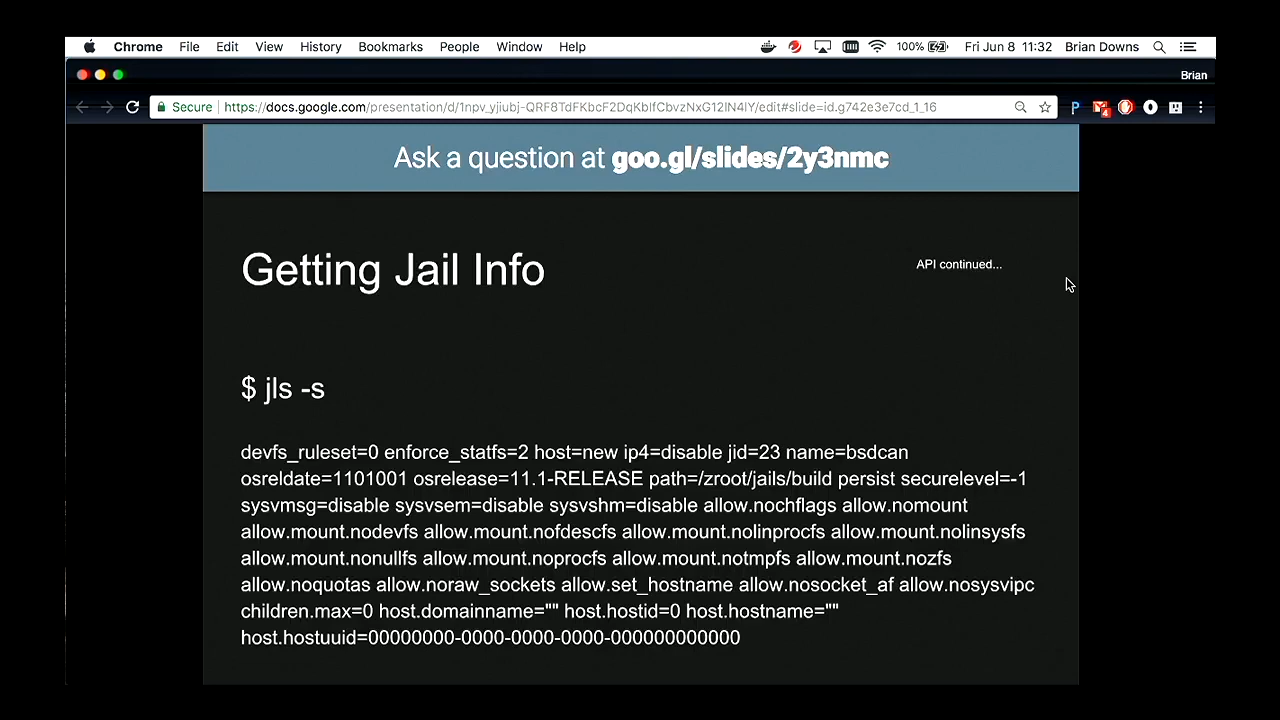 Chrome File Edit View History Bookmarks People Window Help 100% Fri Jun 8 11:32 Brian Downs
Brian
Secure https://docs.google.com/presentation/d/1npv_yjiubj-QRF8TdFKbcF2DqKbIfCbvzNxG12IN4IY/edit#slide=id.g742e3e7cd_1_16
Ask a question at goo.gl/slides/2y3nmc
Getting Jail Info
API continued...
$ jls -s
devfs_ruleset=0 enforce_statfs=2 host=new ip4=disable jid=23 name=bsdcan
osreldate=1101001 osrelease=11.1-RELEASE path=/zroot/jails/build persist securelevel=-1
sysvmsg=disable sysvsem=disable sysvshm=disable allow.nochflags allow.nomount
allow.mount.nodevfs allow.mount.nofdescfs allow.mount.nolinprocfs allow.mount.nolinsysfs
allow.mount.nonullfs allow.mount.noprocfs allow.mount.notmpfs allow.mount.nozfs
allow.noquotas allow.noraw_sockets allow.set_hostname allow.nosocket_af allow.nosysvipc
children.max=0 host.domainname="" host.hostid=0 host.hostname=""
host.hostuuid=00000000-0000-0000-0000-000000000000